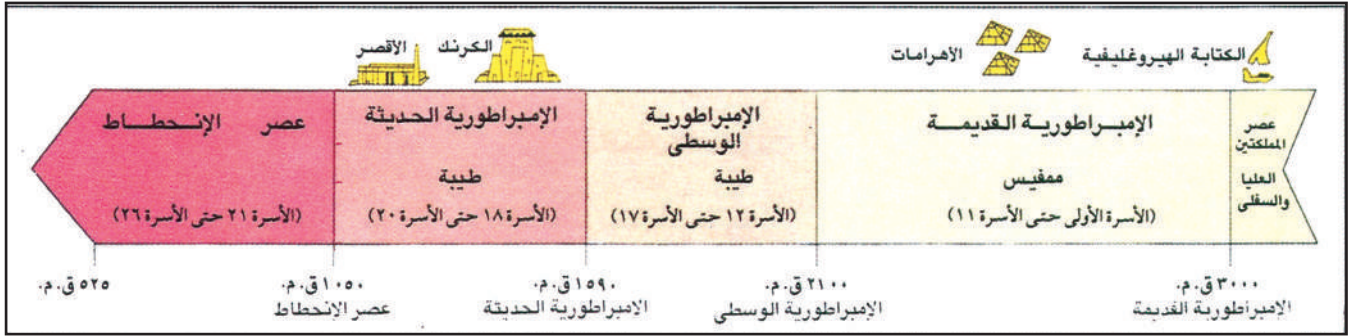 الكتابة الهيروغليفية
الأهرامات
الكرنك
الأقصر
عصر
المملكتين
العليا
والسفلى
الإمبراطورية القديمة
ممفيس
(الأسرة الأولى حتى الأسرة ١١)
الإمبراطورية
الوسطى
طيبة
(الأسرة ١٢ حتى الأسرة ١٧)
الإمبراطورية الحديثة
طيبة
(الأسرة ١٨ حتى الأسرة ٢٠)
عصر الإنحطاط
(الأسرة ٢١ حتى الأسرة ٢٦)
٣٠٠٠ ق.م.
الإمبراطورية القديمة
٢١٠٠ ق.م.
الإمبراطورية الوسطى
١٥٩٠ ق.م.
الامبراطورية الحديثة
١٠٥٠ ق.م.
عصر الإنحطاط
٥٢٥ ق.م.